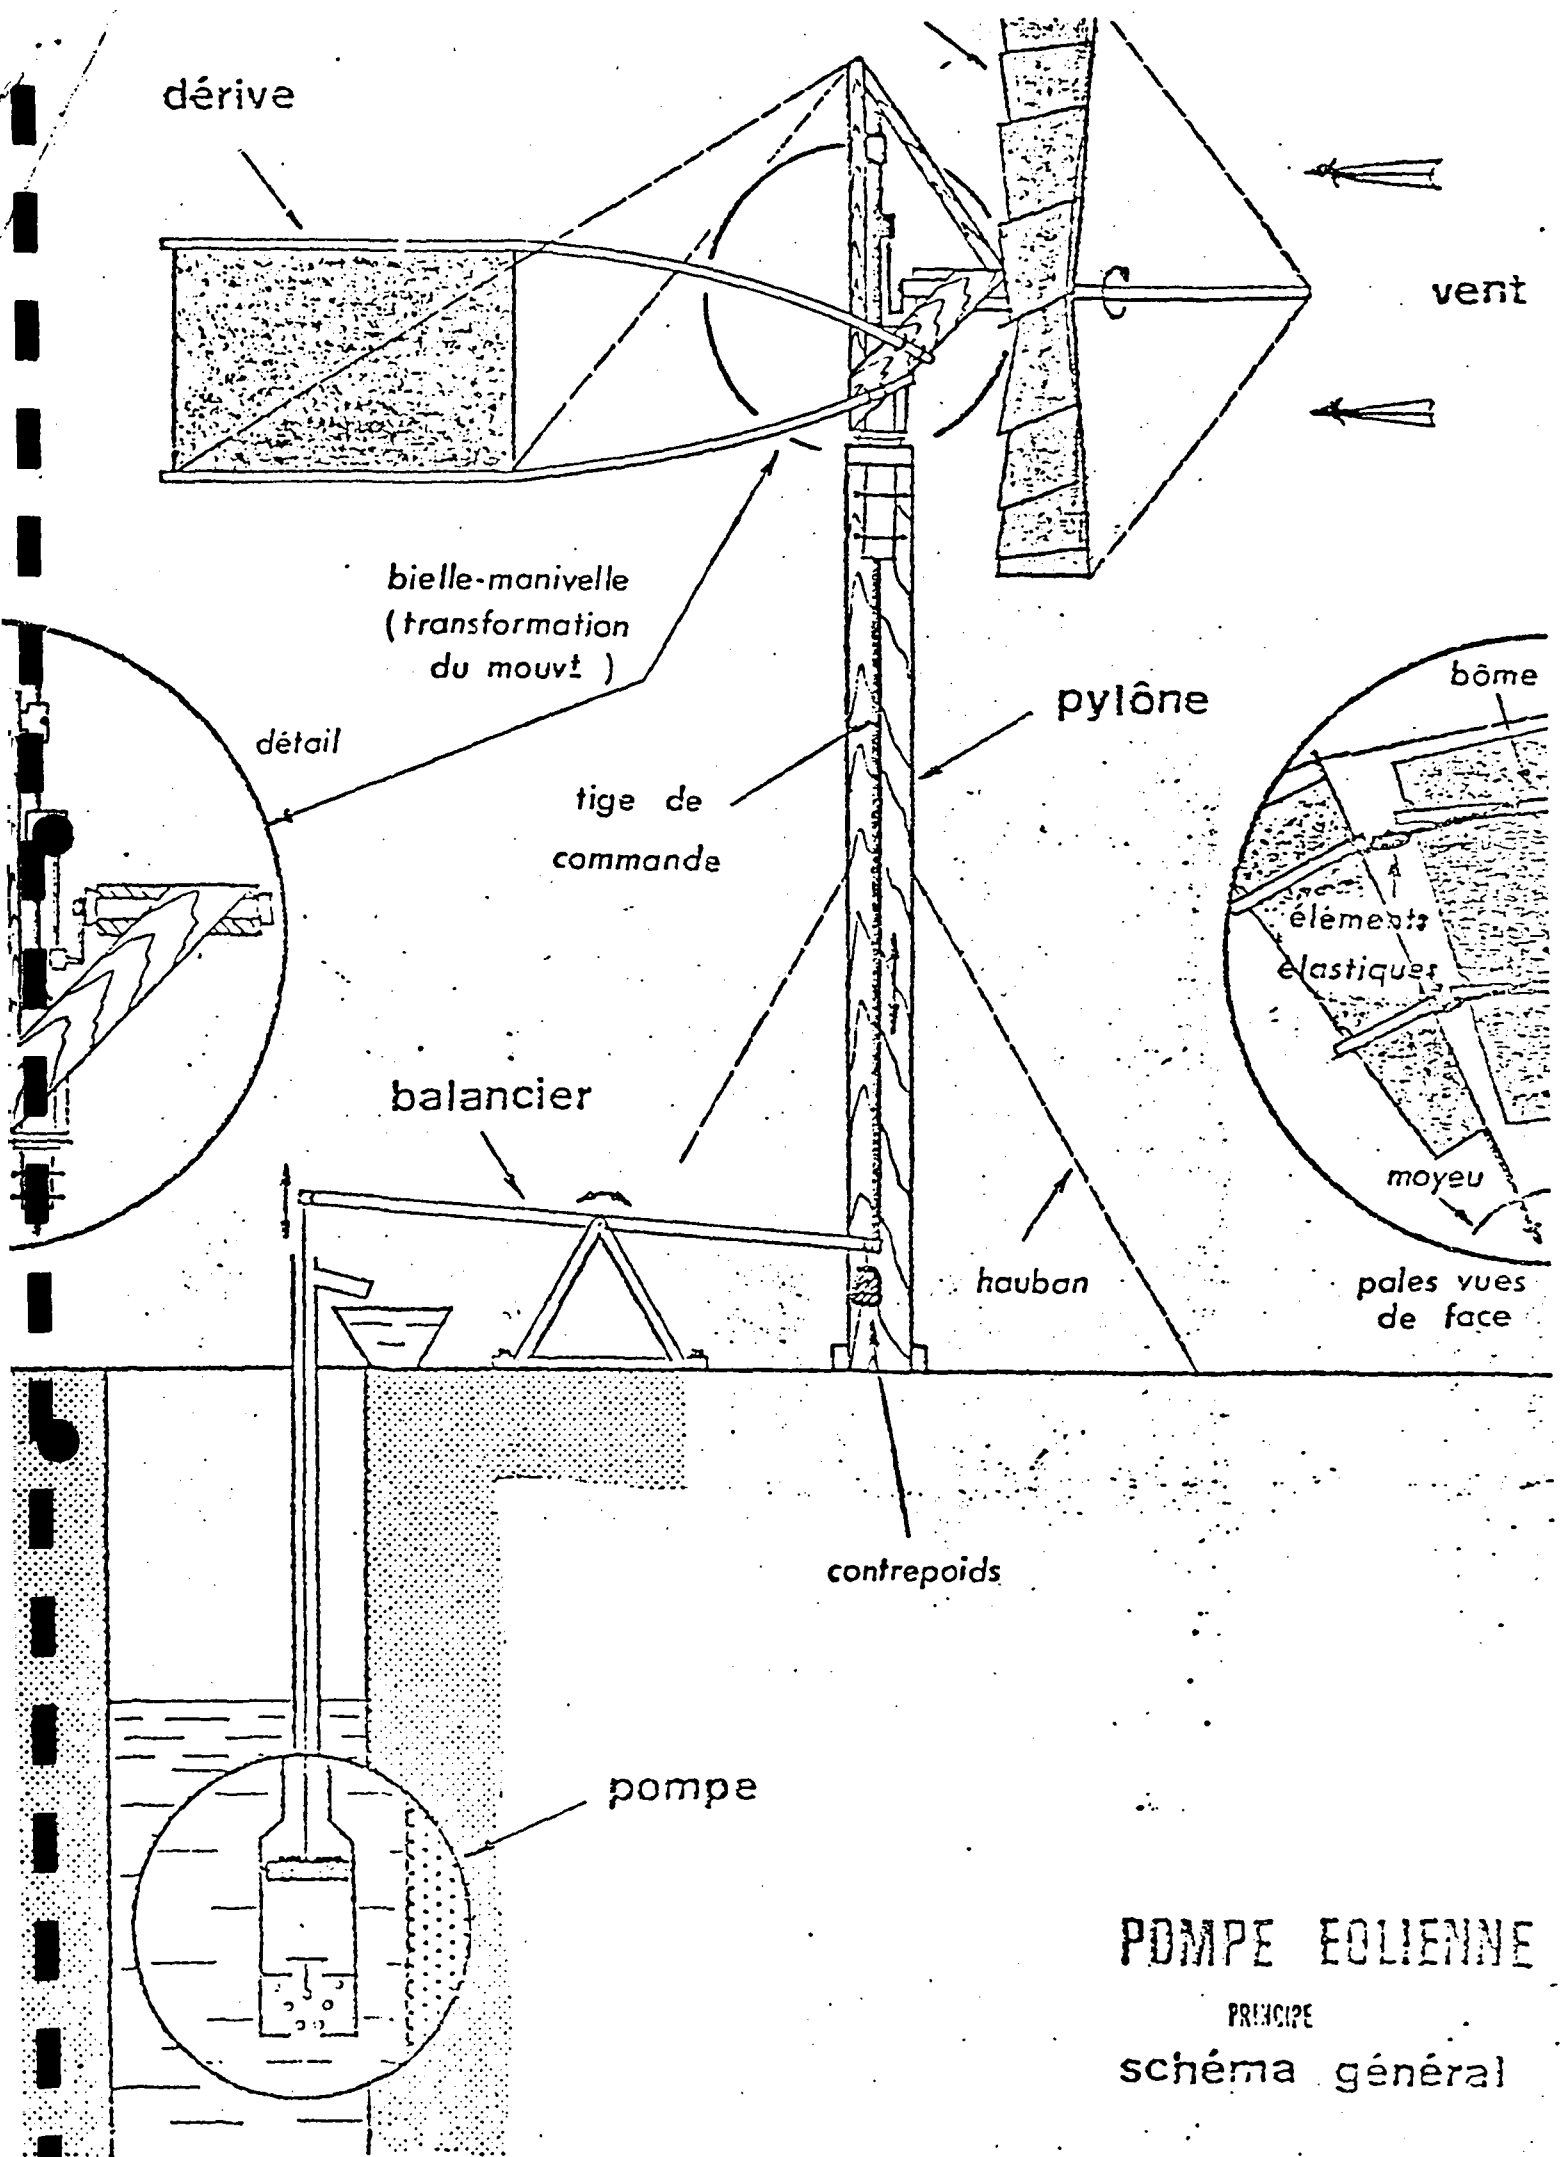 dérive
vent
bielle-manivelle
(transformation
du mouvt )
détail
pylône
bôme
tige de
commande
éléments
élastiques
balancier
moyeu
hauban
pales vues
de face
contrepoids
pompe
POMPE EOLIENNE
PRINCIPE
schéma général